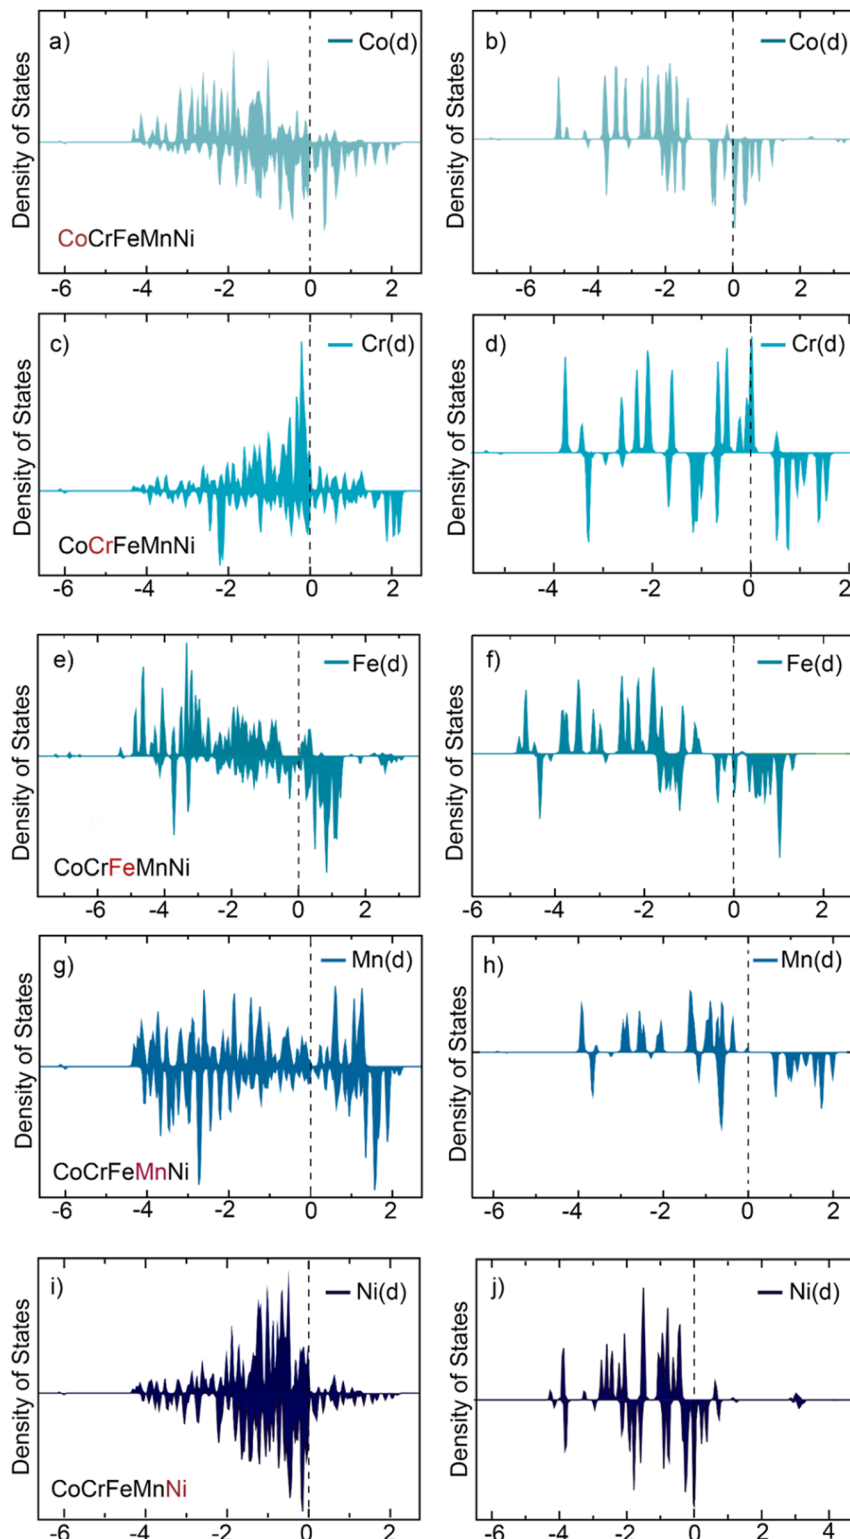 a) Co(d)
Density of States
CoCrFeMnNi
-6 -4 -2 0 2
b) Co(d)
Density of States
-6 -4 -2 0 2
c) Cr(d)
Density of States
CoCrFeMnNi
-6 -4 -2 0 2
d) Cr(d)
Density of States
-4 -2 0 2
e) Fe(d)
Density of States
CoCrFeMnNi
-6 -4 -2 0 2
f) Fe(d)
Density of States
-6 -4 -2 0 2
g) Mn(d)
Density of States
CoCrFeMnNi
-6 -4 -2 0 2
h) Mn(d)
Density of States
-6 -4 -2 0 2
i) Ni(d)
Density of States
CoCrFeMnNi
-6 -4 -2 0 2
j) Ni(d)
Density of States
-6 -4 -2 0 2 4